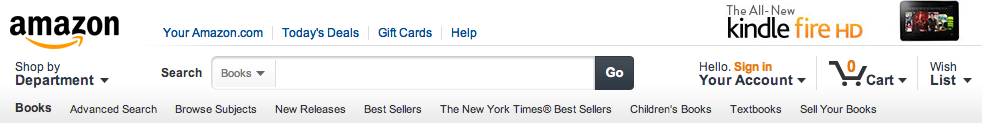 amazon
Your Amazon.com Today's Deals Gift Cards Help
The All-New
kindle fire HD
Shop by
Department
Search Books Go
Hello. Sign in
Your Account
0
Cart
Wish
List
Books Advanced Search Browse Subjects New Releases Best Sellers The New York Times® Best Sellers Children's Books Textbooks Sell Your Books